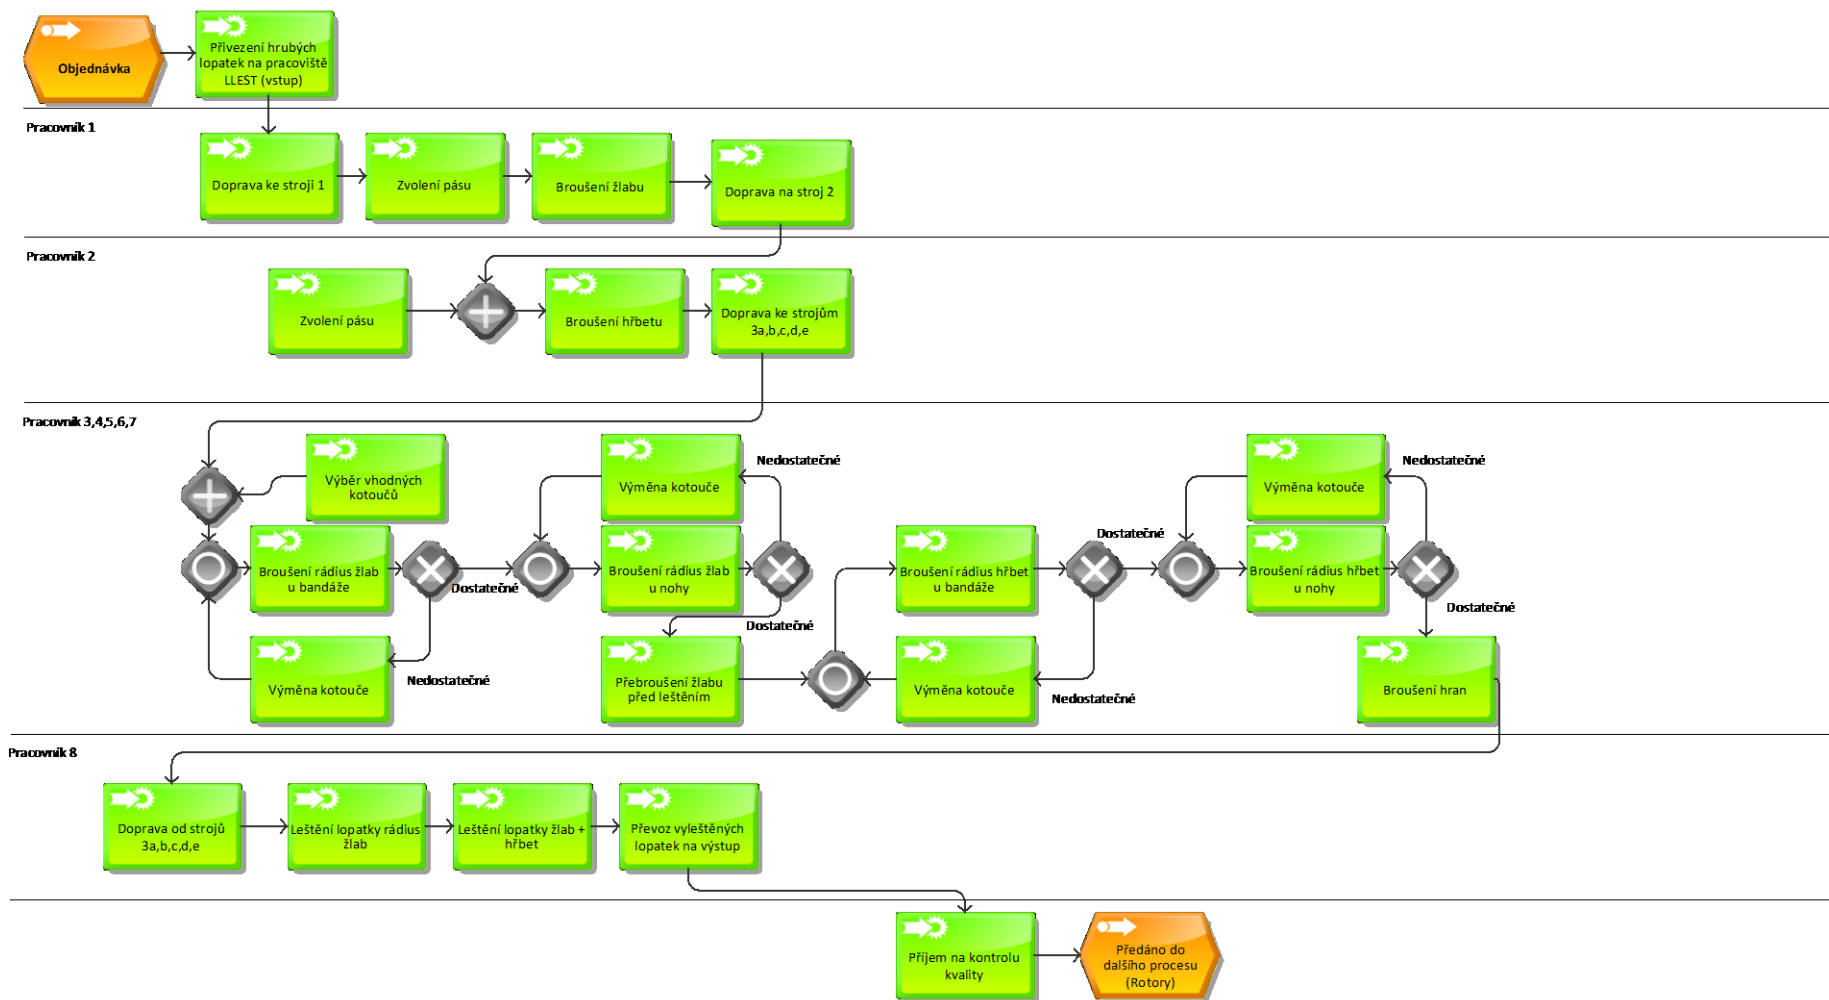 Objednávka
Přivezení hrubých
lopatek na pracoviště
LLEST (vstup)
Pracovník 1
Doprava ke stroji 1
Zvolení pásu
Broušení žlabu
Doprava na stroj 2
Pracovník 2
Zvolení pásu
Broušení hřbetu
Doprava ke strojům
3a,b,c,d,e
Pracovník 3,4,5,6,7
Výběr vhodných
kotoučů
Výměna kotouče
Nedostatečné
Výměna kotouče
Nedostatečné
Broušení rádius žlab
u bandáže
Dostatečné
Broušení rádius žlab
u nohy
Dostatečné
Broušení rádius hřbet
u bandáže
Dostatečné
Broušení rádius hřbet
u nohy
Dostatečné
Výměna kotouče
Nedostatečné
Přebroušení žlabu
před leštěním
Výměna kotouče
Nedostatečné
Broušení hran
Pracovník 8
Doprava od strojů
3a,b,c,d,e
Leštění lopatky rádius
žlab
Leštění lopatky žlab +
hřbet
Převoz vyleštěných
lopatek na výstup
Příjem na kontrolu
kvality
Předáno do
dalšího procesu
(Rotory)